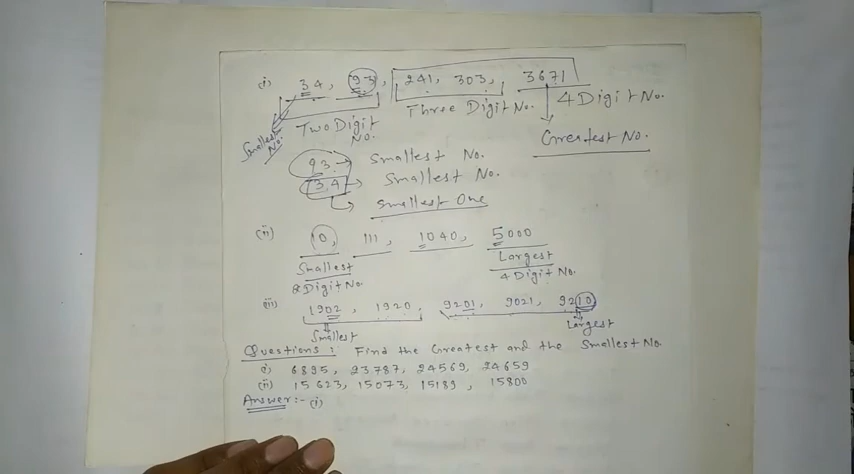 (i) 34, 93, 241, 303, 3671
Two Digit No. Three Digit No. 4 Digit No.
Smallest No. Greatest No.
93 → Smallest No.
34 → Smallest No.
Smallest One
(ii) 10, 111, 1040, 5000
Smallest Largest
2 Digit No. 4 Digit No.
(iii) 1902, 1920, 9201, 9021, 9210
Smallest Largest
Questions: Find the Greatest and the Smallest No.
(i) 6895, 23787, 24569, 24659
(ii) 15623, 15073, 15189, 15800
Answer:- (i)